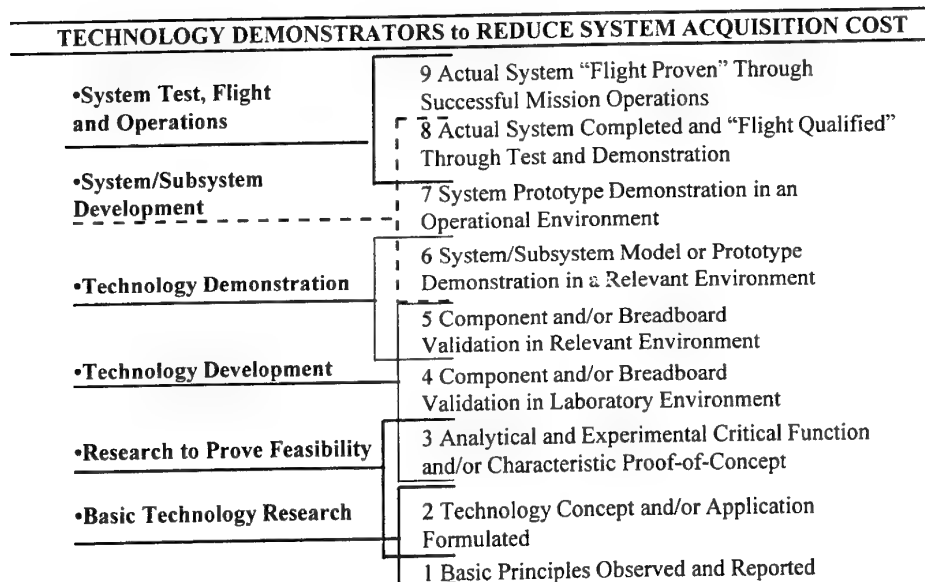 TECHNOLOGY DEMONSTRATORS to REDUCE SYSTEM ACQUISITION COST
•System Test, Flight
and Operations
9 Actual System “Flight Proven” Through
Successful Mission Operations
8 Actual System Completed and “Flight Qualified”
Through Test and Demonstration
•System/Subsystem
Development
7 System Prototype Demonstration in an
Operational Environment
6 System/Subsystem Model or Prototype
Demonstration in a Relevant Environment
•Technology Demonstration
5 Component and/or Breadboard
Validation in Relevant Environment
•Technology Development
4 Component and/or Breadboard
Validation in Laboratory Environment
•Research to Prove Feasibility
3 Analytical and Experimental Critical Function
and/or Characteristic Proof-of-Concept
•Basic Technology Research
2 Technology Concept and/or Application
Formulated
1 Basic Principles Observed and Reported